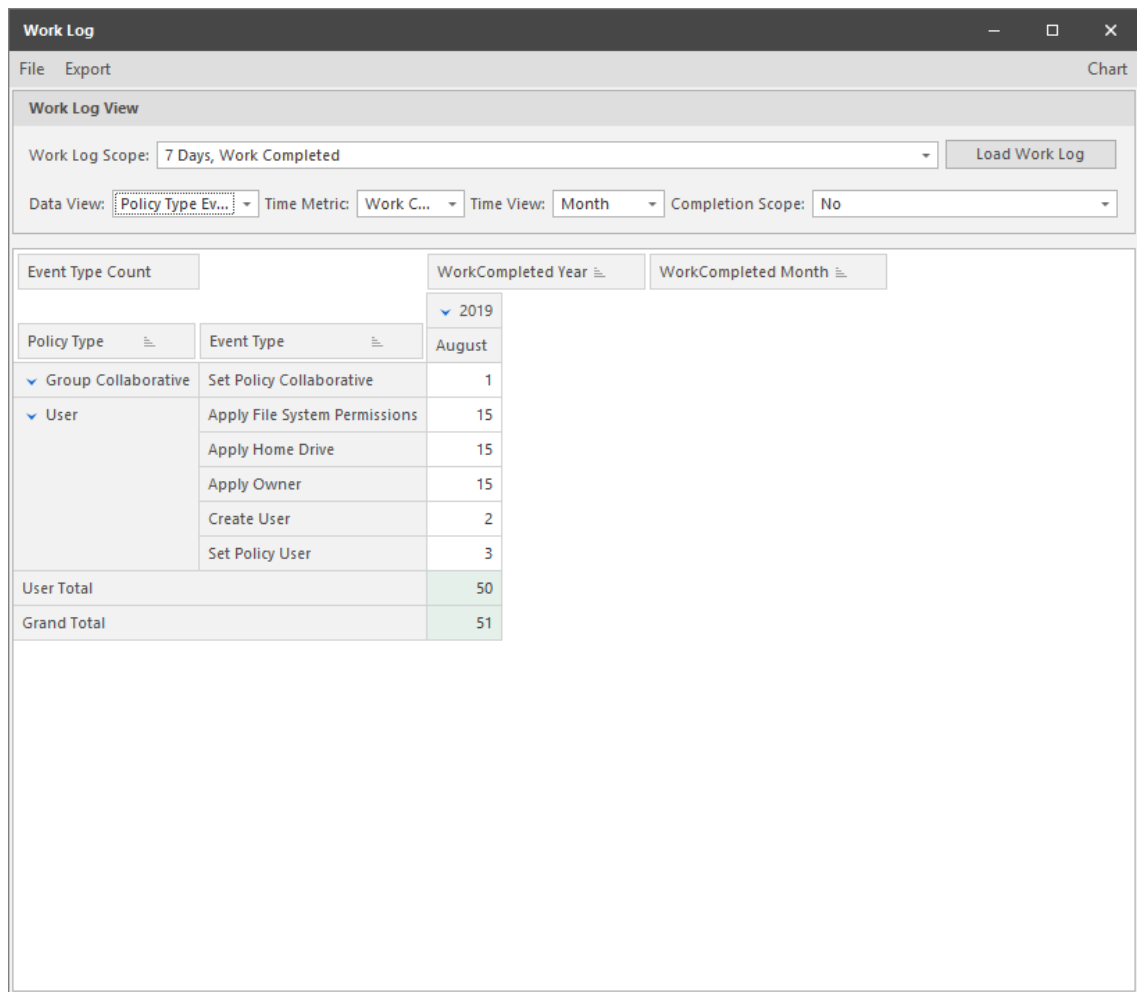 Work Log
File Export Chart
Work Log View
Work Log Scope: 7 Days, Work Completed Load Work Log
Data View: Policy Type Ev... Time Metric: Work C... Time View: Month Completion Scope: No
Event Type Count WorkCompleted Year WorkCompleted Month
2019
Policy Type Event Type August
Group Collaborative Set Policy Collaborative 1
User Apply File System Permissions 15
Apply Home Drive 15
Apply Owner 15
Create User 2
Set Policy User 3
User Total 50
Grand Total 51